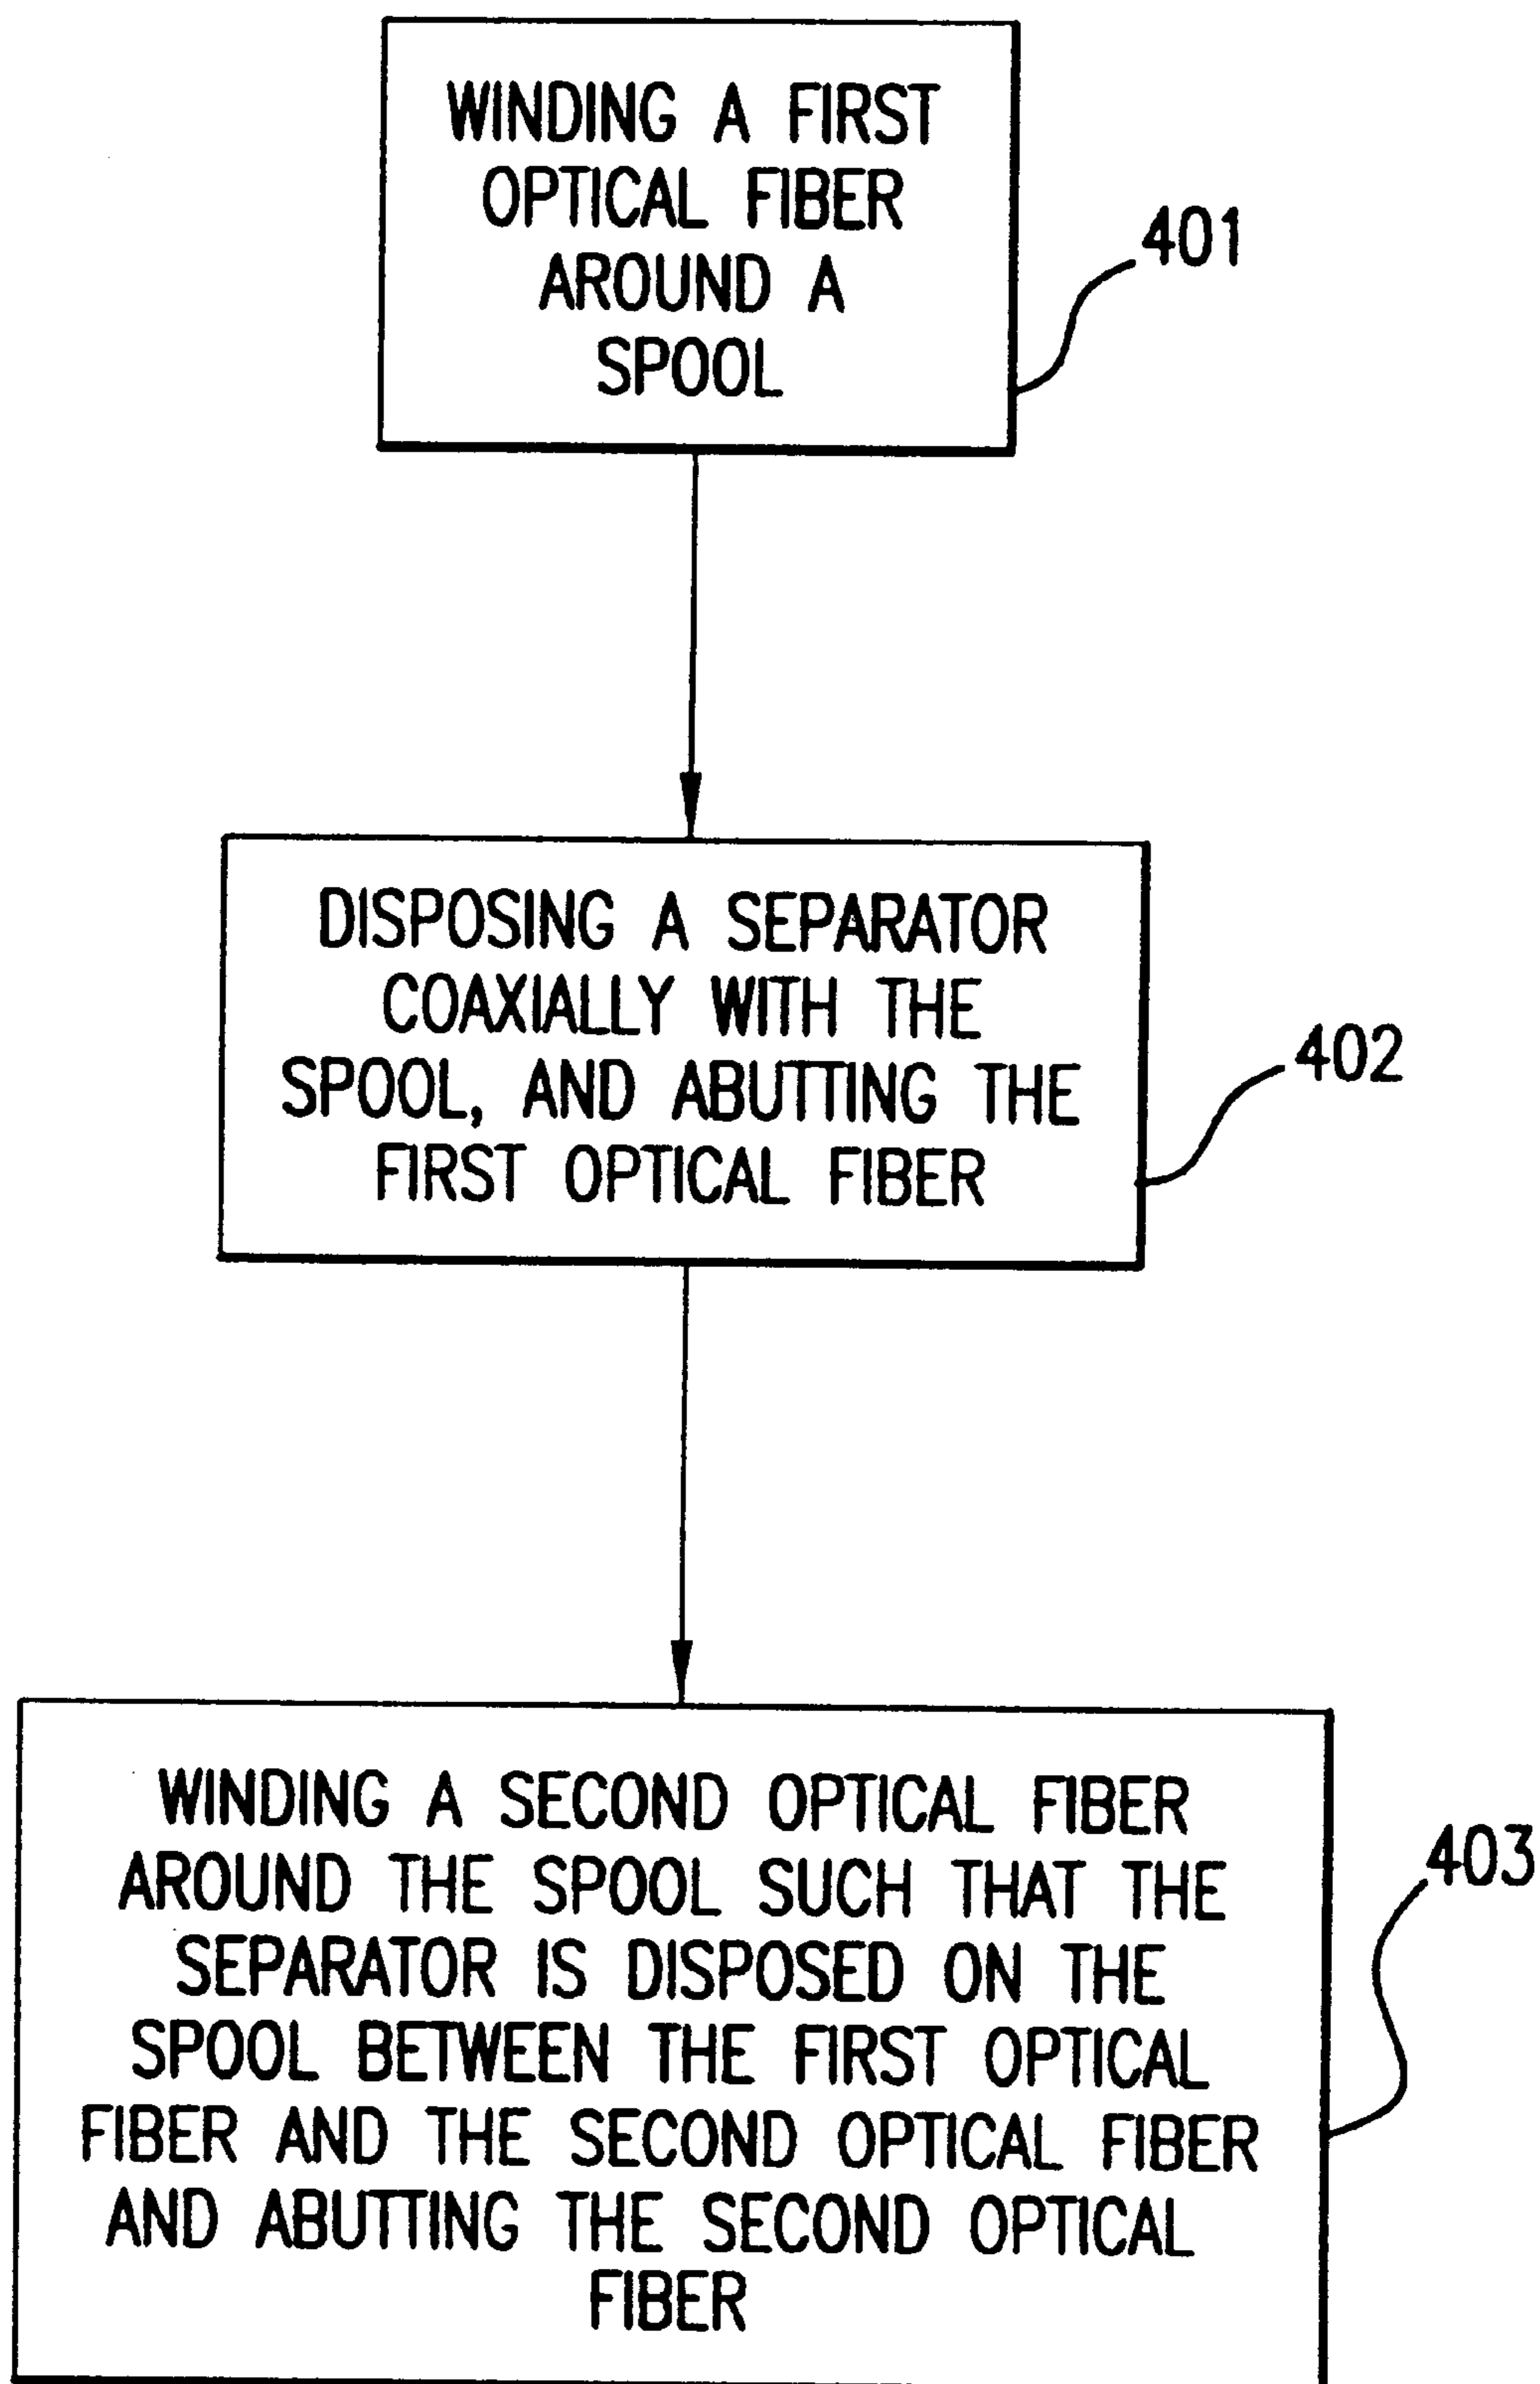 WINDING A FIRST
OPTICAL FIBER
AROUND A
SPOOL
401
DISPOSING A SEPARATOR
COAXIALLY WITH THE
SPOOL, AND ABUTTING THE
FIRST OPTICAL FIBER
402
WINDING A SECOND OPTICAL FIBER
AROUND THE SPOOL SUCH THAT THE
SEPARATOR IS DISPOSED ON THE
SPOOL BETWEEN THE FIRST OPTICAL
FIBER AND THE SECOND OPTICAL FIBER
AND ABUTTING THE SECOND OPTICAL
FIBER
403